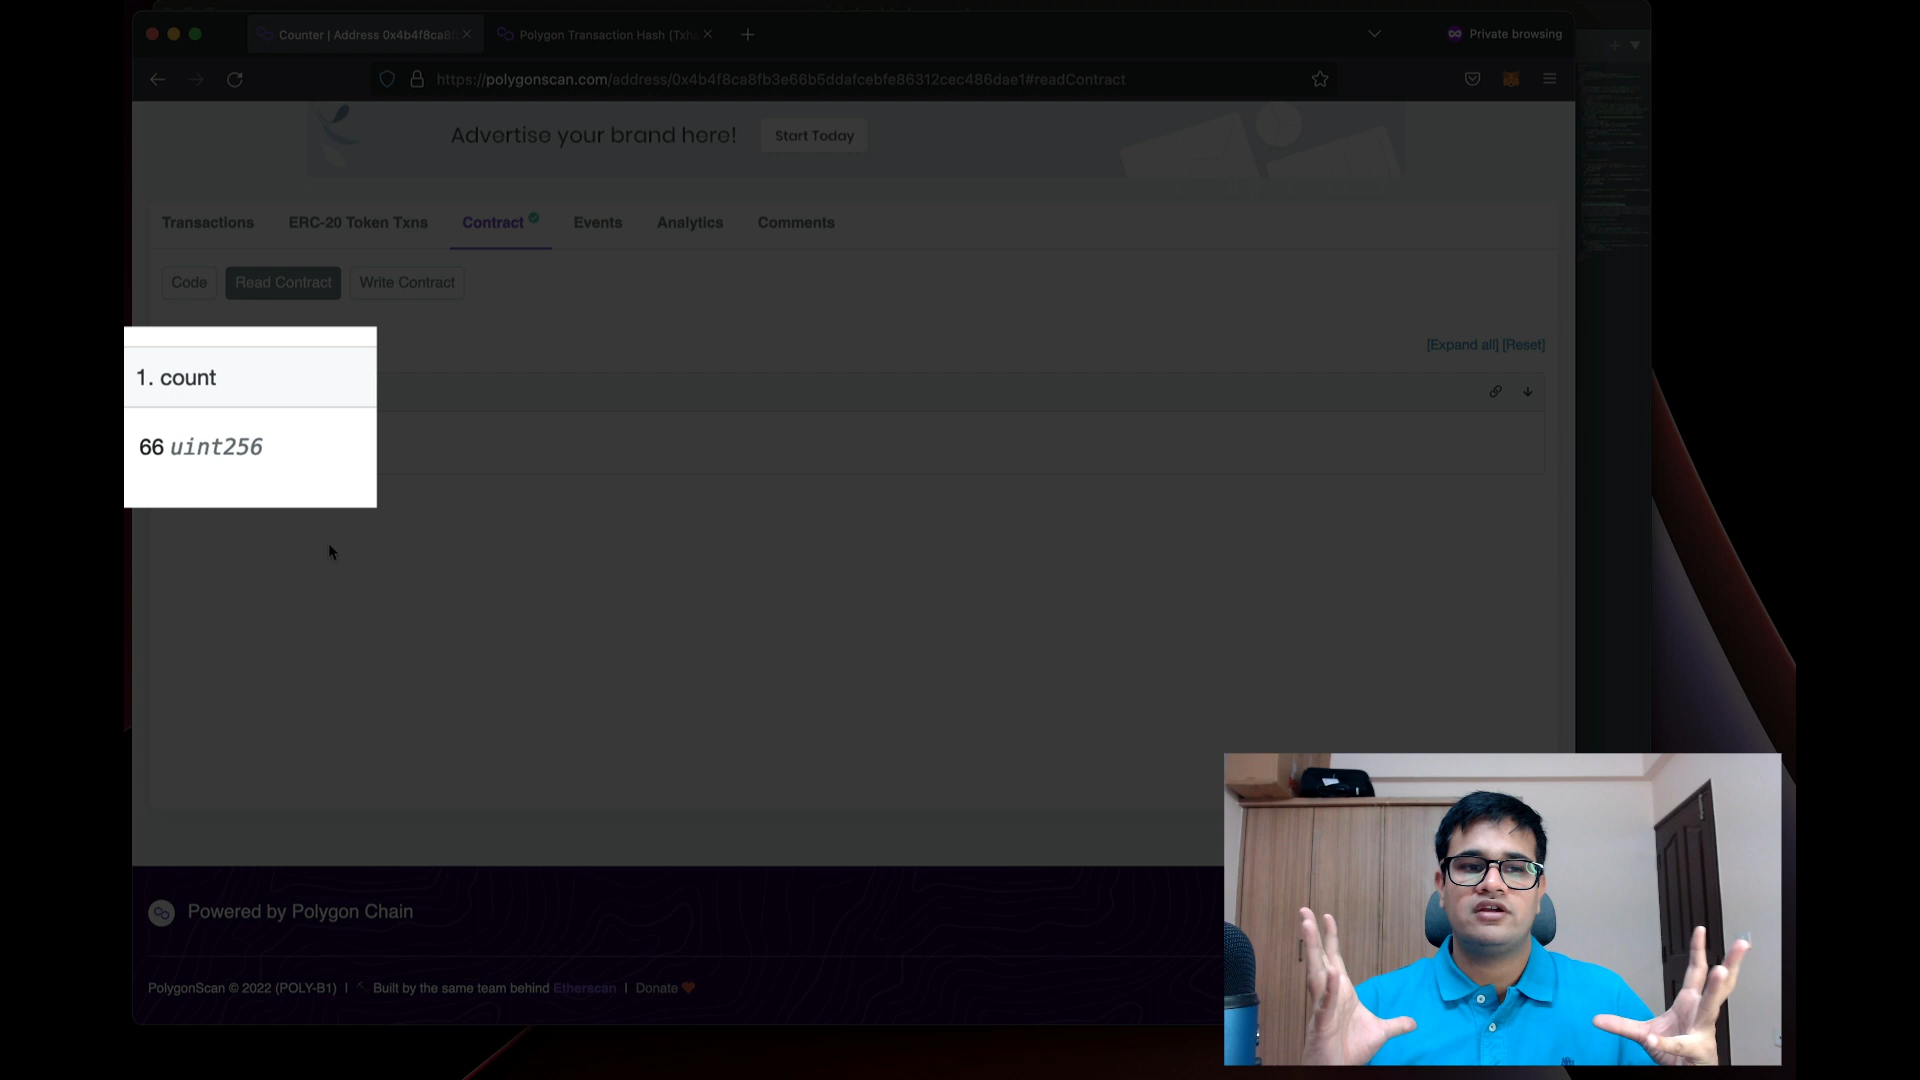 Counter | Address 0x4b4f8ca8f
Polygon Transaction Hash (Txha
Private browsing
https://polygonscan.com/address/0x4b4f8ca8fb3e66b5ddafcebfe86312cec486dae1#readContract
Advertise your brand here!
Start Today
Transactions
ERC-20 Token Txns
Contract
Events
Analytics
Comments
Code
Read Contract
Write Contract
[Expand all] [Reset]
1. count
66 uint256
Powered by Polygon Chain
PolygonScan © 2022 (POLY-B1) | Built by the same team behind Etherscan | Donate